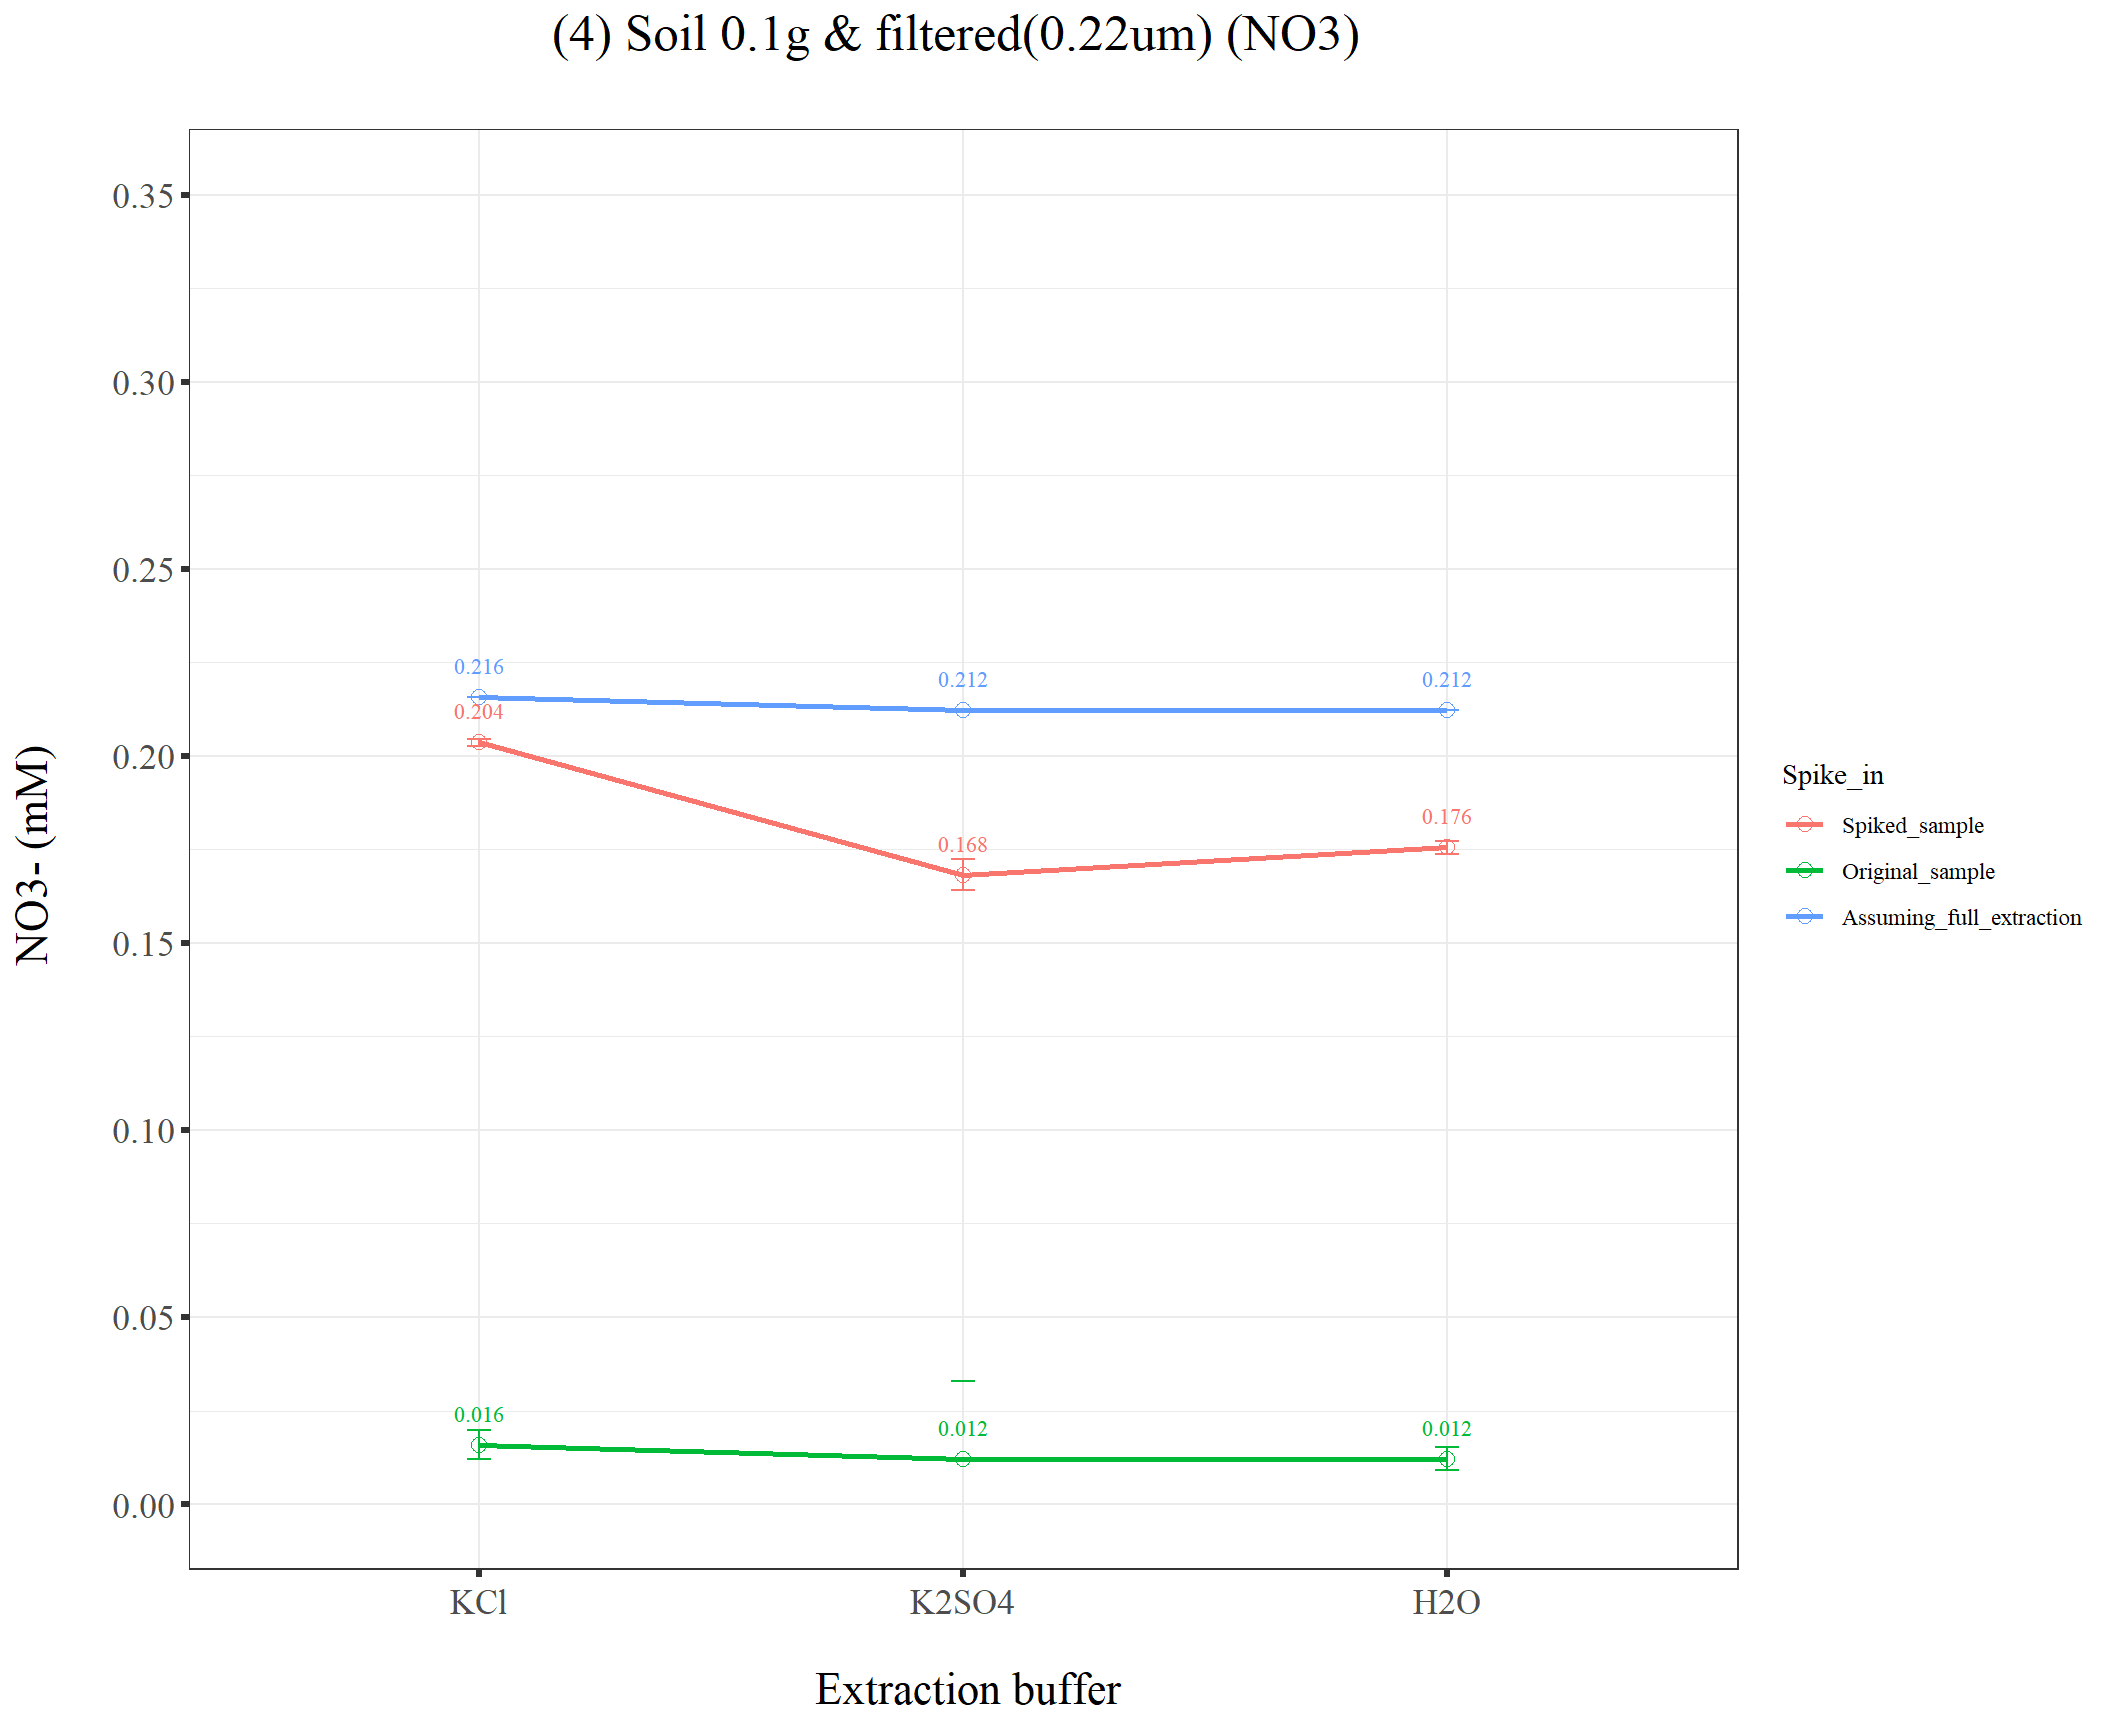 (4) Soil 0.1g & filtered(0.22um) (NO3)
NO3- (mM)
0.35
0.30
0.25
0.20
0.15
0.10
0.05
0.00
0.216
0.212
0.212
0.204
0.168
0.176
0.016
0.012
0.012
KCl
K2SO4
H2O
Extraction buffer
Spike_in
Spiked_sample
Original_sample
Assuming_full_extraction